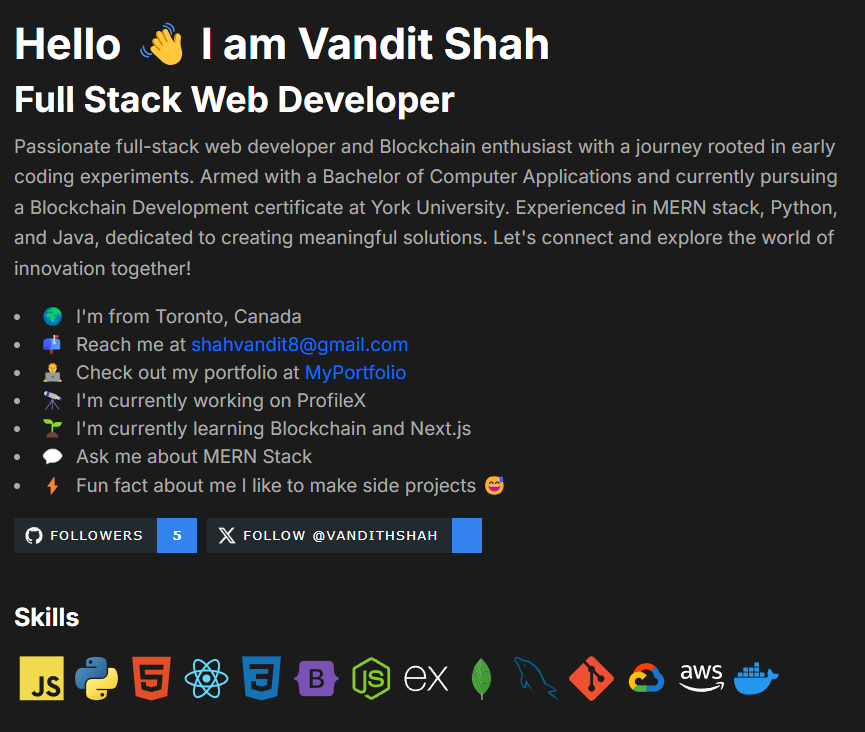 Hello 👋 I am Vandit Shah
Full Stack Web Developer
Passionate full-stack web developer and Blockchain enthusiast with a journey rooted in early
coding experiments. Armed with a Bachelor of Computer Applications and currently pursuing
a Blockchain Development certificate at York University. Experienced in MERN stack, Python,
and Java, dedicated to creating meaningful solutions. Let's connect and explore the world of
innovation together!
• 🌍 I'm from Toronto, Canada
• 📬 Reach me at shahvandit8@gmail.com
• 🧑‍💻 Check out my portfolio at MyPortfolio
• 🔭 I'm currently working on ProfileX
• 🌱 I'm currently learning Blockchain and Next.js
• 💬 Ask me about MERN Stack
• ⚡ Fun fact about me I like to make side projects 😅
FOLLOWERS 5 X FOLLOW @VANDITHSHAH
Skills
JS 5 3 B JS ex aws